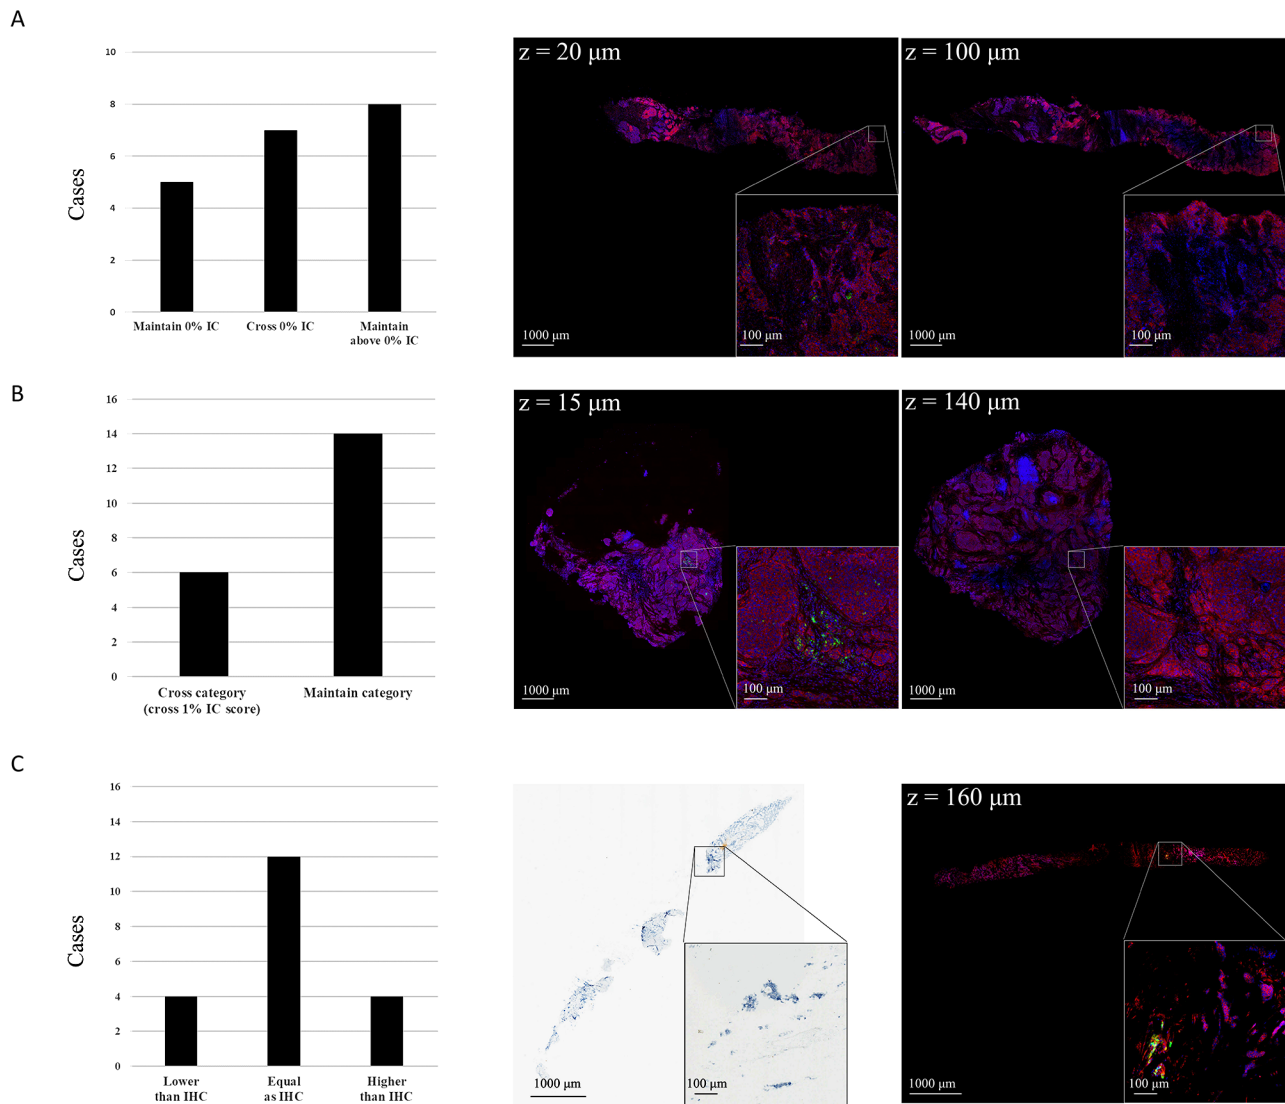 A
10
8
6
4
2
0
Cases
Maintain 0% IC
Cross 0% IC
Maintain
above 0% IC
z = 20 μm
1000 μm
100 μm
z = 100 μm
1000 μm
100 μm
B
16
14
12
10
8
6
4
2
0
Cases
Cross category
(cross 1% IC score)
Maintain category
z = 15 μm
1000 μm
100 μm
z = 140 μm
1000 μm
100 μm
C
16
14
12
10
8
6
4
2
0
Cases
Lower
than IHC
Equal
as IHC
Higher
than IHC
1000 μm
100 μm
z = 160 μm
1000 μm
100 μm